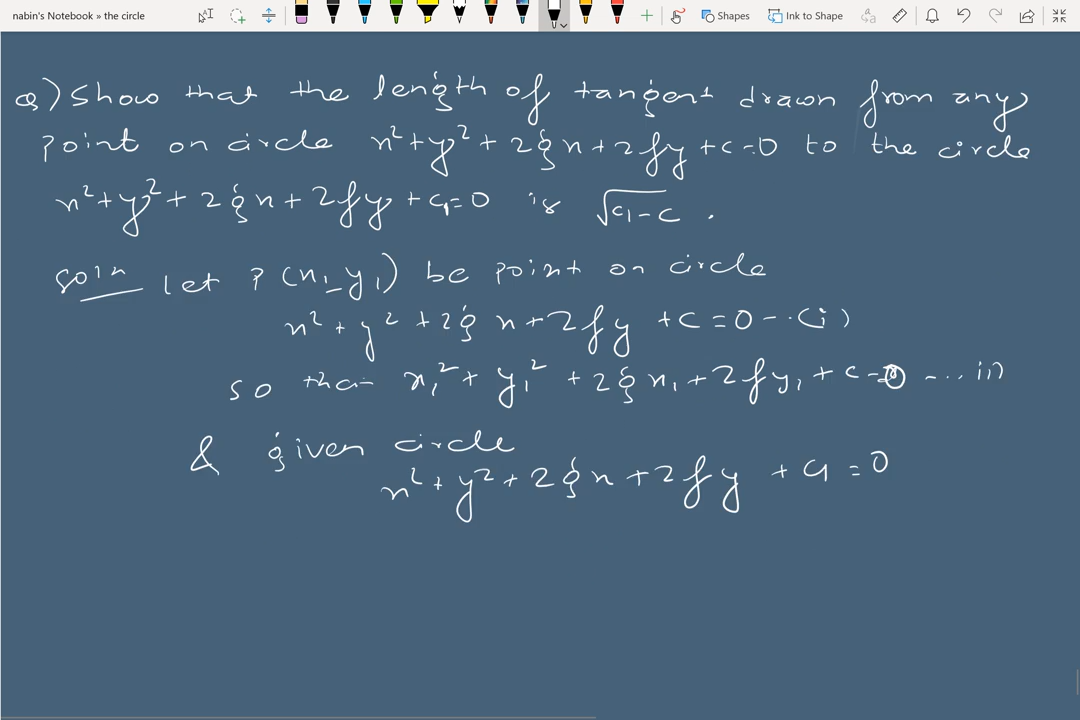 nabin's Notebook » the circle
Shapes Ink to Shape
Q) Show that the length of tangent drawn from any
point on circle x²+y²+2gx+2fy+c=0 to the circle
x²+y²+2gx+2fy+c₁=0 is √c₁-c .
Solⁿ Let P(x₁,y₁) be point on circle
x²+y²+2gx+2fy+c=0 -..(i)
so that x₁²+y₁²+2gx₁+2fy₁+c=0 ... ii)
& given circle
x²+y²+2gx+2fy+c₁=0